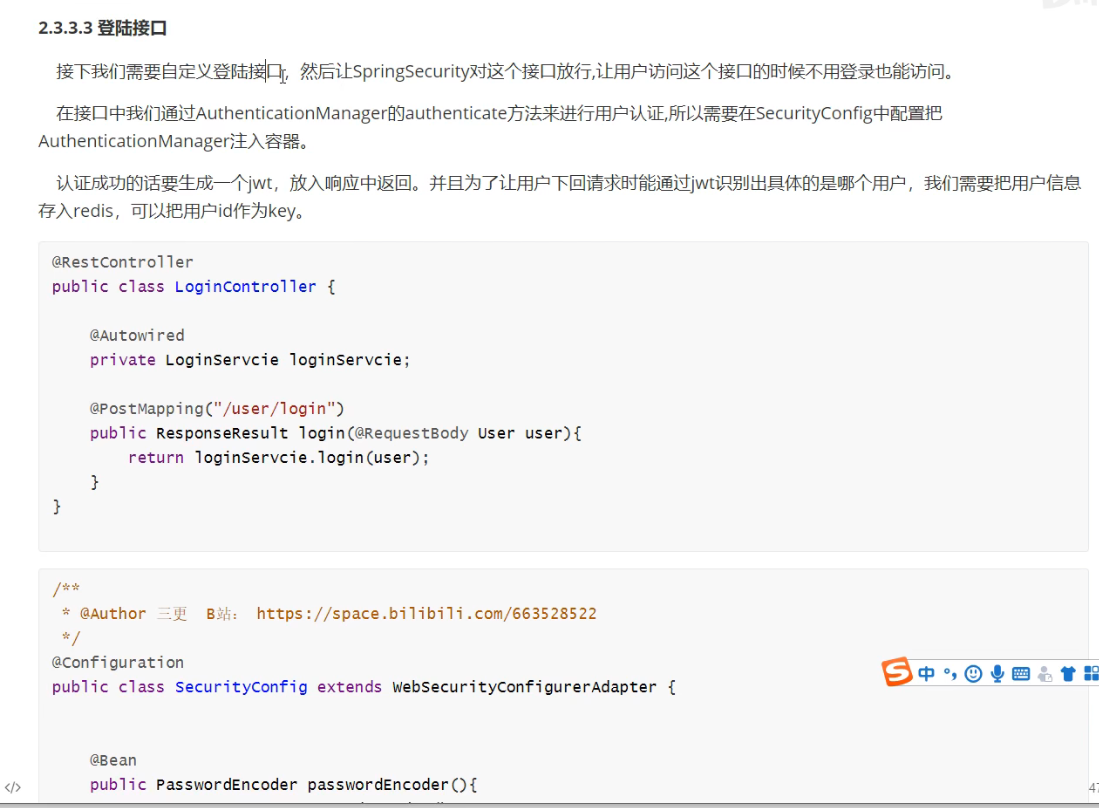 2.3.3.3 登陆接口
接下我们需要自定义登陆接口，然后让SpringSecurity对这个接口放行,让用户访问这个接口的时候不用登录也能访问。
在接口中我们通过AuthenticationManager的authenticate方法来进行用户认证,所以需要在SecurityConfig中配置把
AuthenticationManager注入容器。
认证成功的话要生成一个jwt，放入响应中返回。并且为了让用户下回请求时能通过jwt识别出具体的是哪个用户，我们需要把用户信息
存入redis，可以把用户id作为key。
@RestController
public class LoginController {
@Autowired
private LoginServcie loginServcie;
@PostMapping("/user/login")
public ResponseResult login(@RequestBody User user){
return loginServcie.login(user);
}
}
/**
* @Author 三更  B站： https://space.bilibili.com/663528522
*/
@Configuration
public class SecurityConfig extends WebSecurityConfigurerAdapter {
中
@Bean
public PasswordEncoder passwordEncoder(){
</>